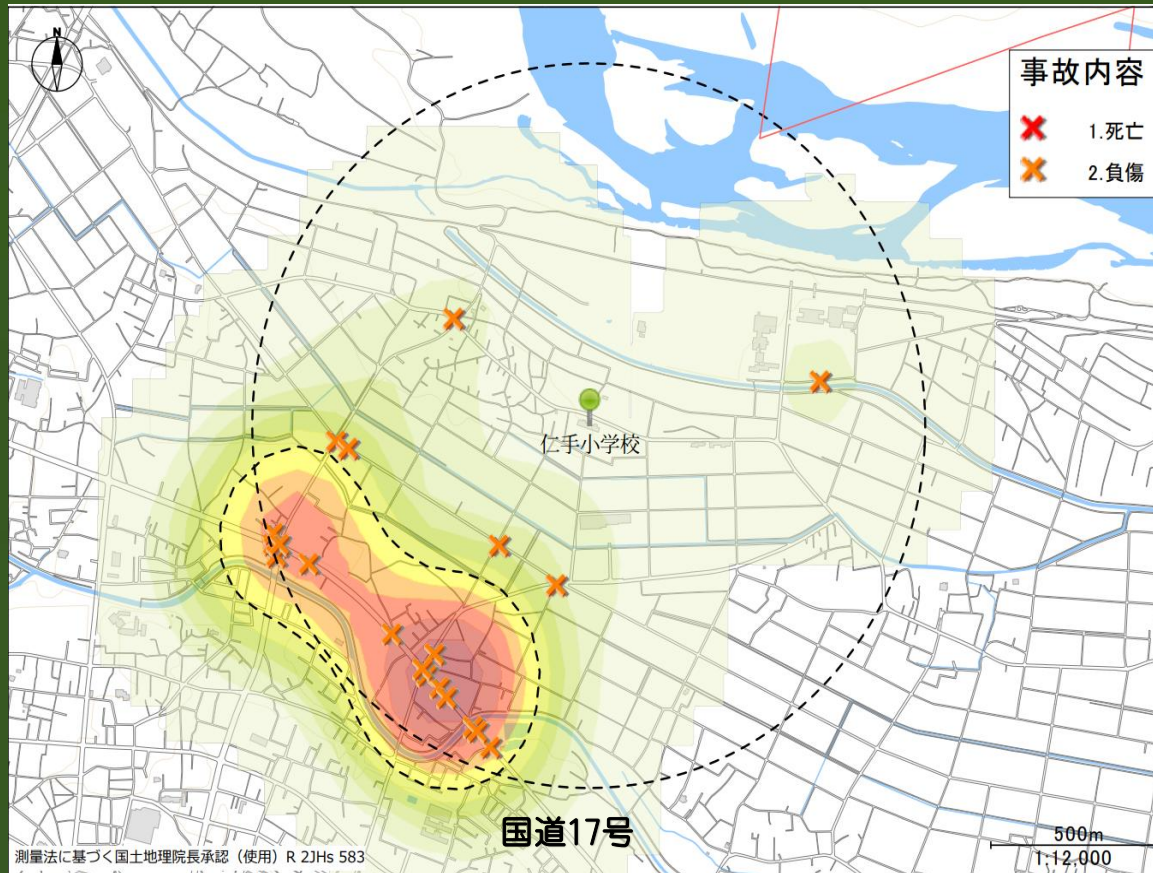 N
事故内容
1.死亡
2.負傷
仁手小学校
国道17号
500m
1:12,000
測量法に基づく国土地理院長承認（使用）R 2JHs 583